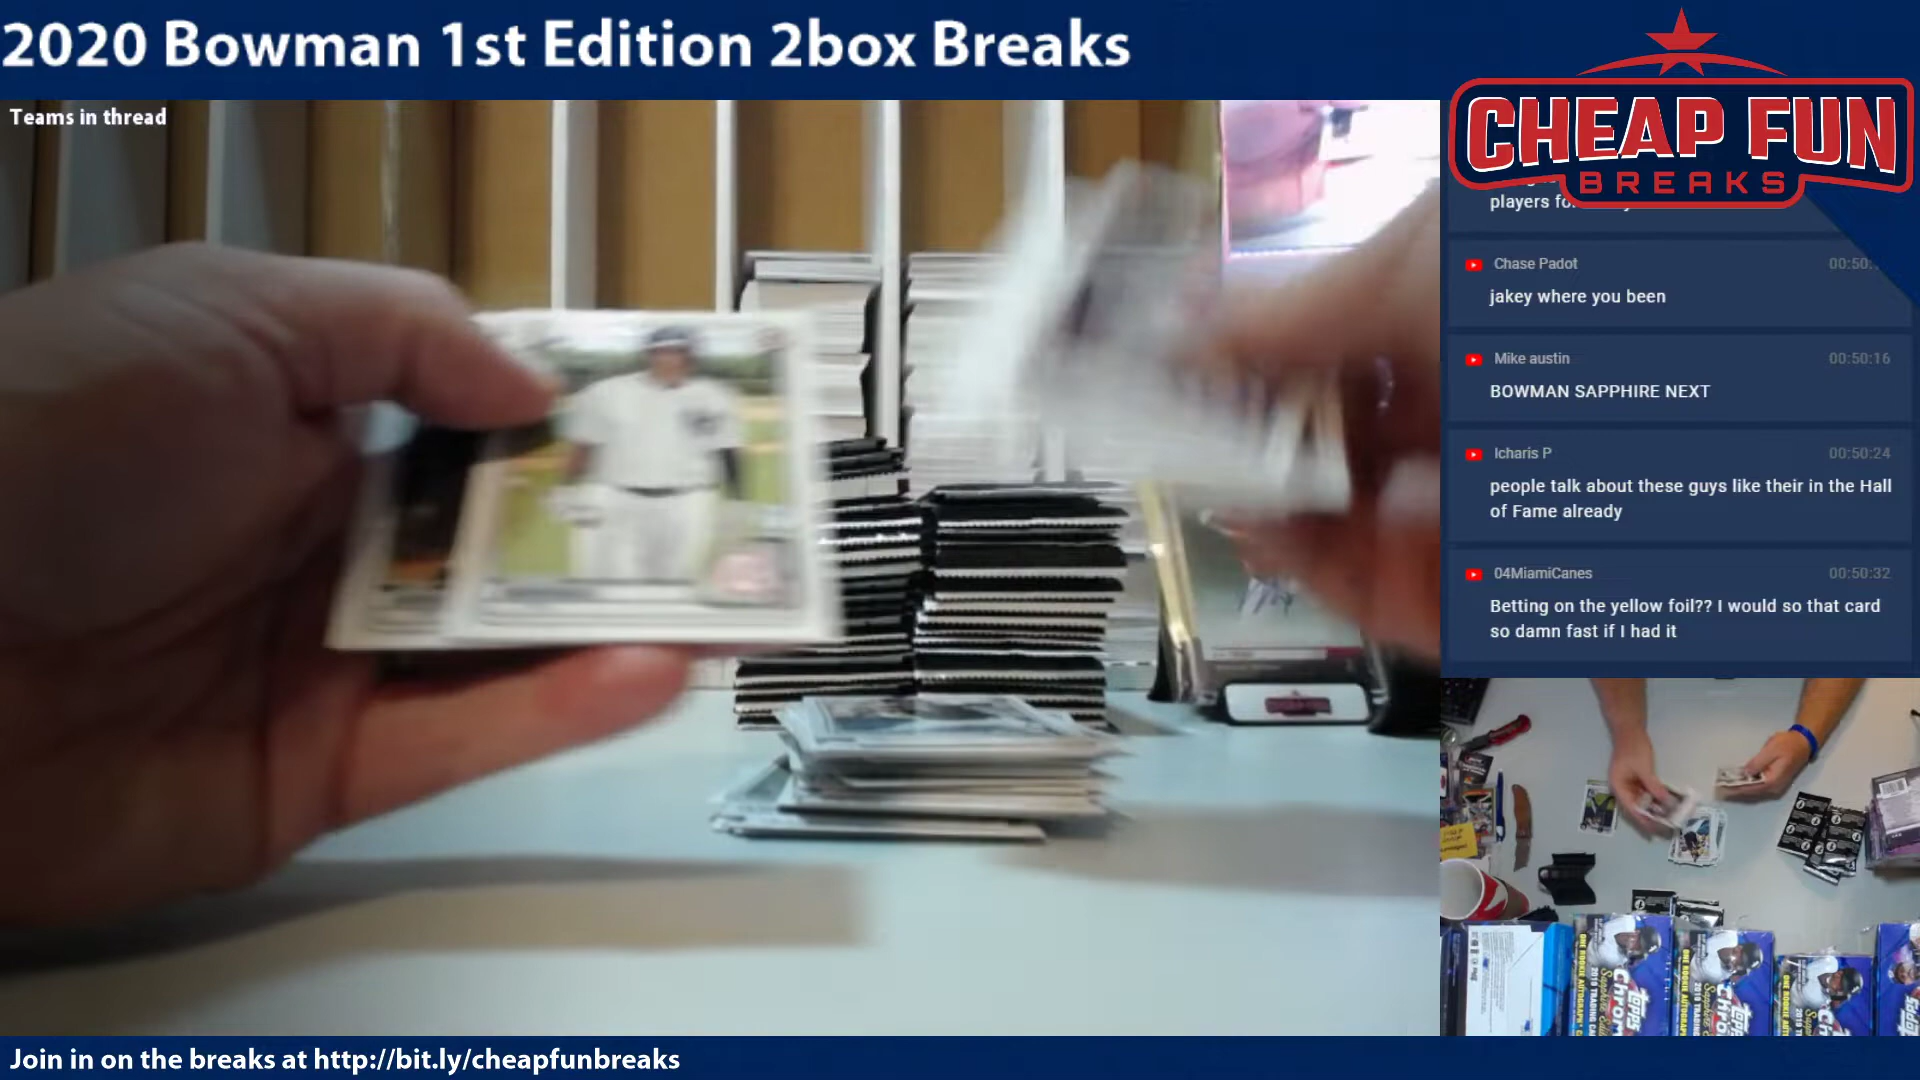 2020 Bowman 1st Edition 2box Breaks
Teams in thread
CHEAP FUN
BREAKS
players
Chase Padot
jakey where you been
Mike austin 00:50:16
BOWMAN SAPPHIRE NEXT
Icharis P 00:50:24
people talk about these guys like their in the Hall
of Fame already
04MiamiCanes 00:50:32
Betting on the yellow foil?? I would so that card
so damn fast if I had it
Join in on the breaks at http://bit.ly/cheapfunbreaks